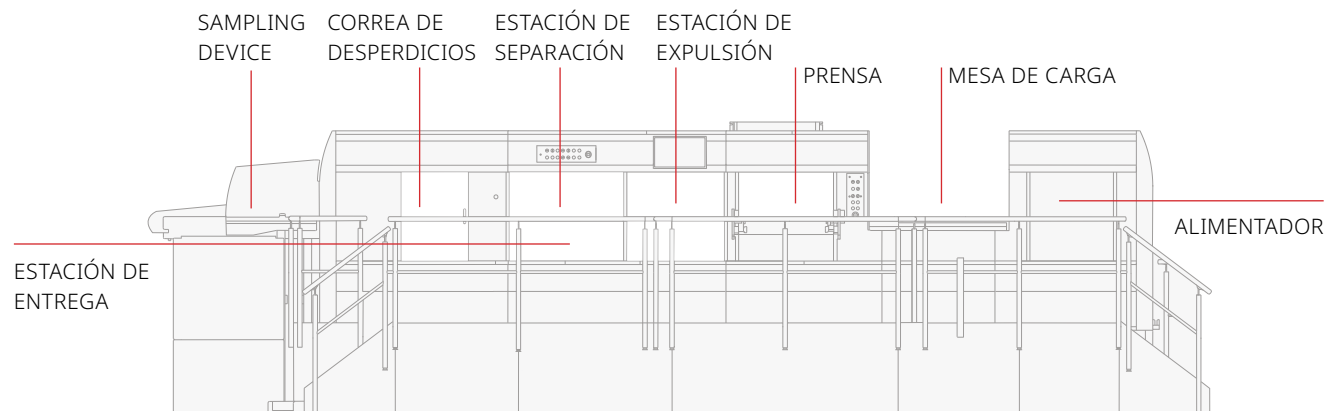 SAMPLING
DEVICE
CORREA DE
DESPERDICIOS
ESTACIÓN DE
SEPARACIÓN
ESTACIÓN DE
EXPULSIÓN
PRENSA
MESA DE CARGA
ALIMENTADOR
ESTACIÓN DE
ENTREGA